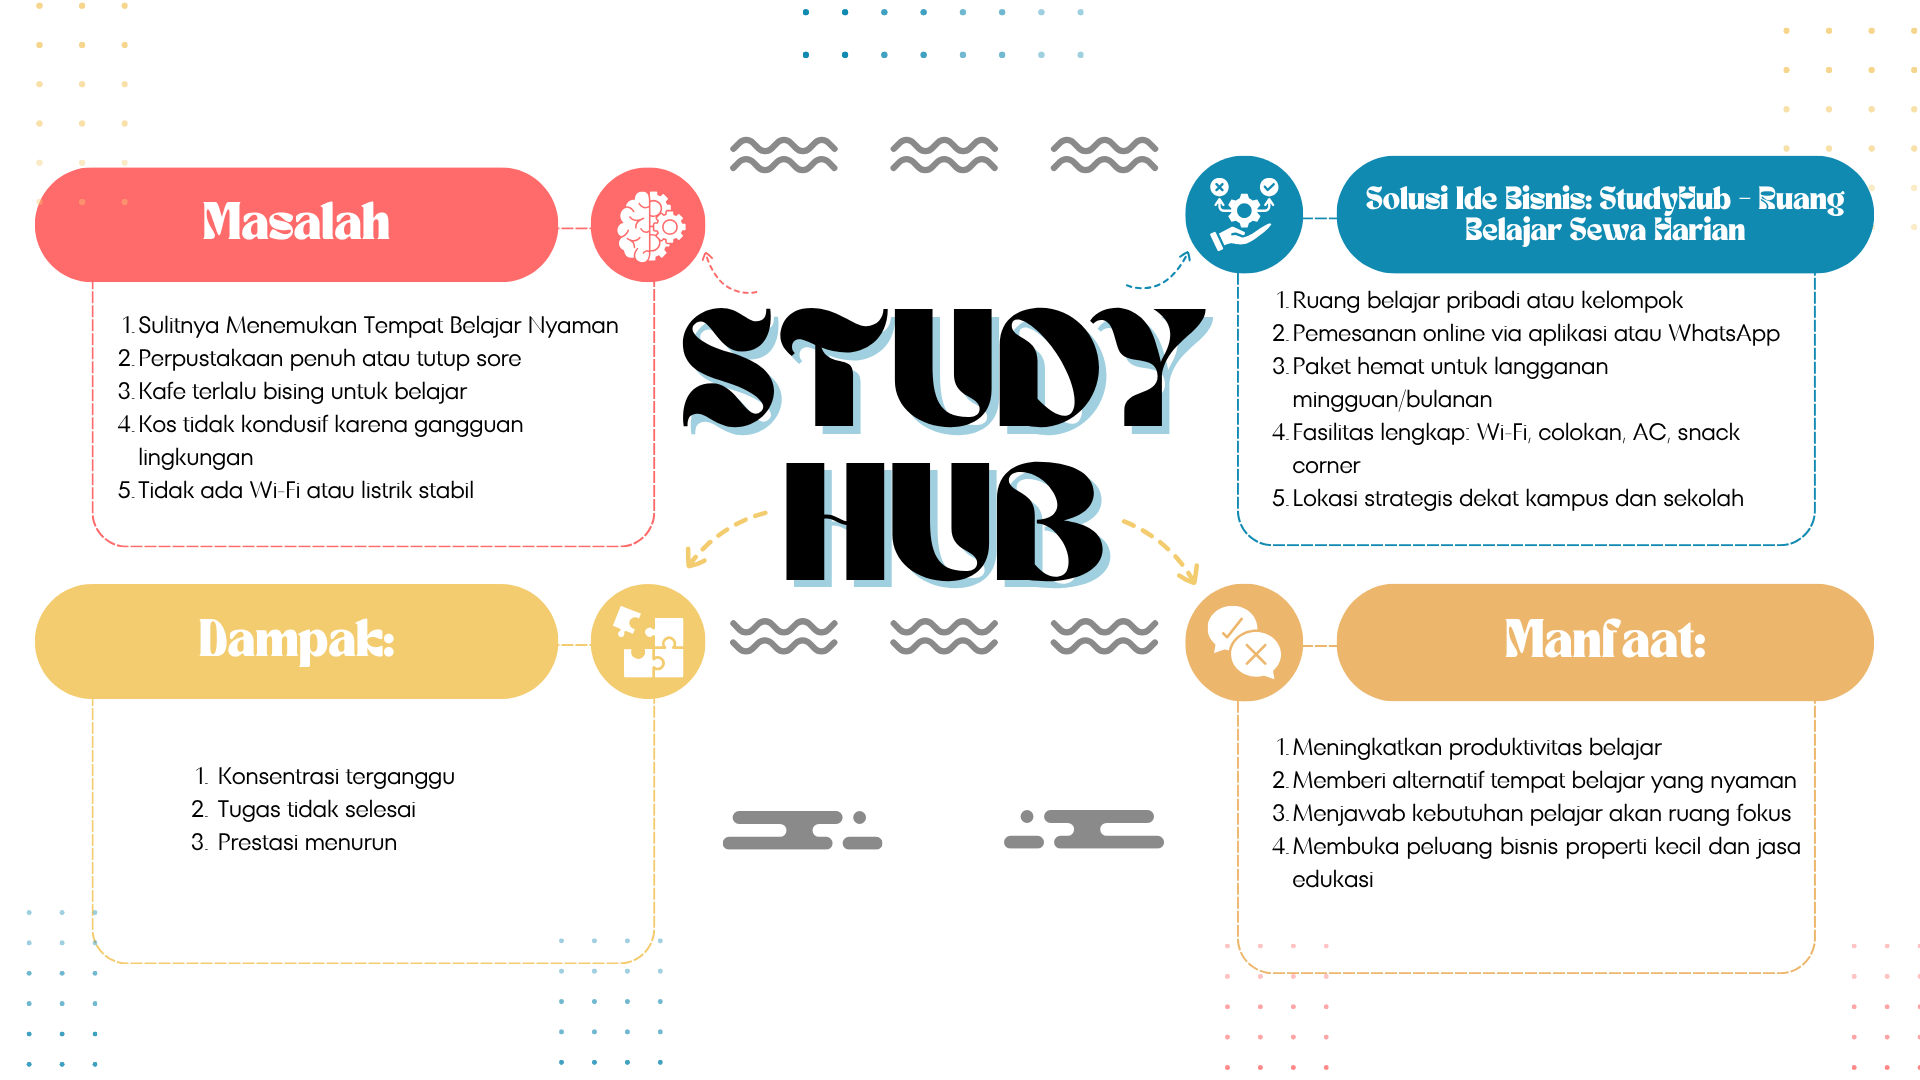 Masalah
1. Sulitnya Menemukan Tempat Belajar Nyaman
2. Perpustakaan penuh atau tutup sore
3. Kafe terlalu bising untuk belajar
4. Kos tidak kondusif karena gangguan
lingkungan
5. Tidak ada Wi-Fi atau listrik stabil
STUDY
HUB
Solusi Ide Bisnis: StudyHub - Ruang
Belajar Sewa Harian
1. Ruang belajar pribadi atau kelompok
2. Pemesanan online via aplikasi atau WhatsApp
3. Paket hemat untuk langganan
mingguan/bulanan
4. Fasilitas lengkap: Wi-Fi, colokan, AC, snack
corner
5. Lokasi strategis dekat kampus dan sekolah
Dampak:
1. Konsentrasi terganggu
2. Tugas tidak selesai
3. Prestasi menurun
Manfaat:
1. Meningkatkan produktivitas belajar
2. Memberi alternatif tempat belajar yang nyaman
3. Menjawab kebutuhan pelajar akan ruang fokus
4. Membuka peluang bisnis properti kecil dan jasa
edukasi